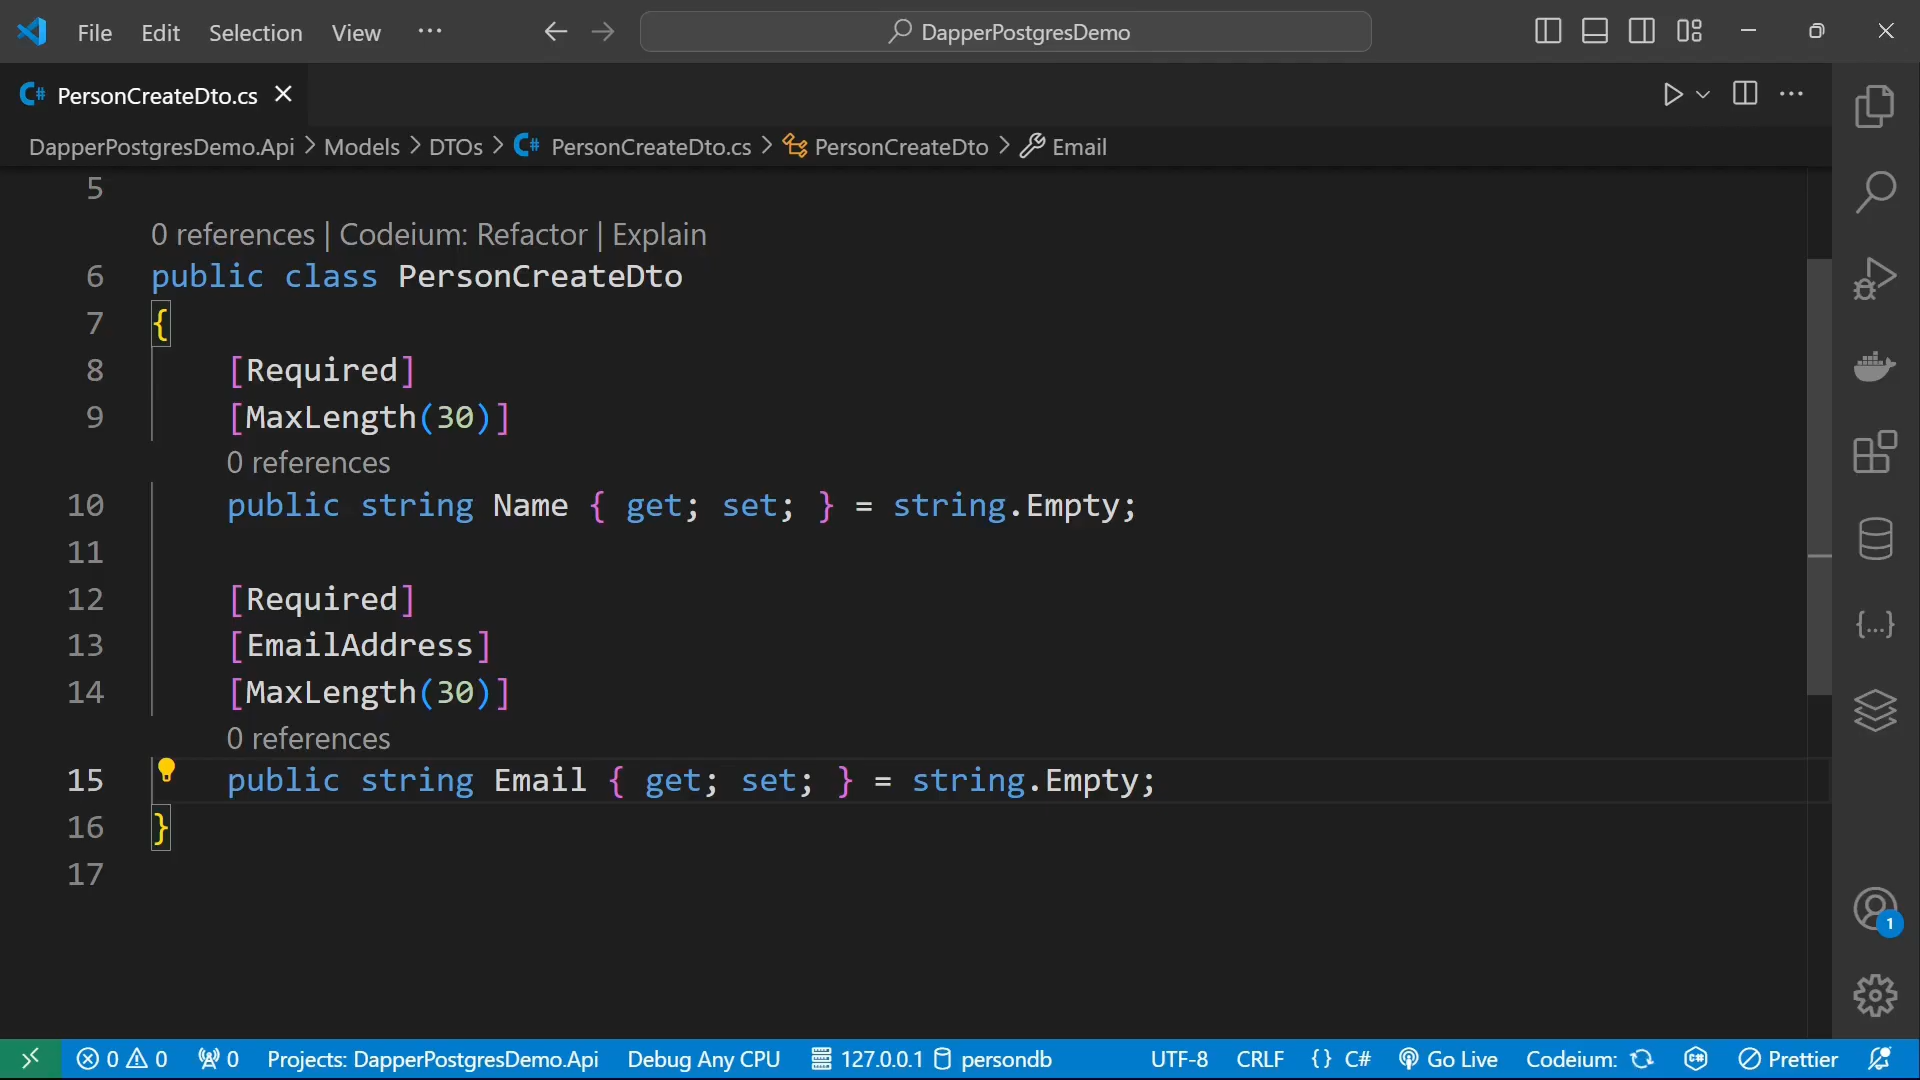 File Edit Selection View ··· DapperPostgresDemo
C# PersonCreateDto.cs
DapperPostgresDemo.Api > Models > DTOs > C# PersonCreateDto.cs > PersonCreateDto > Email
5
0 references | Codeium: Refactor | Explain
6 public class PersonCreateDto
7 {
8 [Required]
9 [MaxLength(30)]
0 references
10 public string Name { get; set; } = string.Empty;
11
12 [Required]
13 [EmailAddress]
14 [MaxLength(30)]
0 references
15 public string Email { get; set; } = string.Empty;
16 }
17
1
0 0 0 Projects: DapperPostgresDemo.Api Debug Any CPU 127.0.0.1 persondb UTF-8 CRLF {} C# Go Live Codeium: Prettier